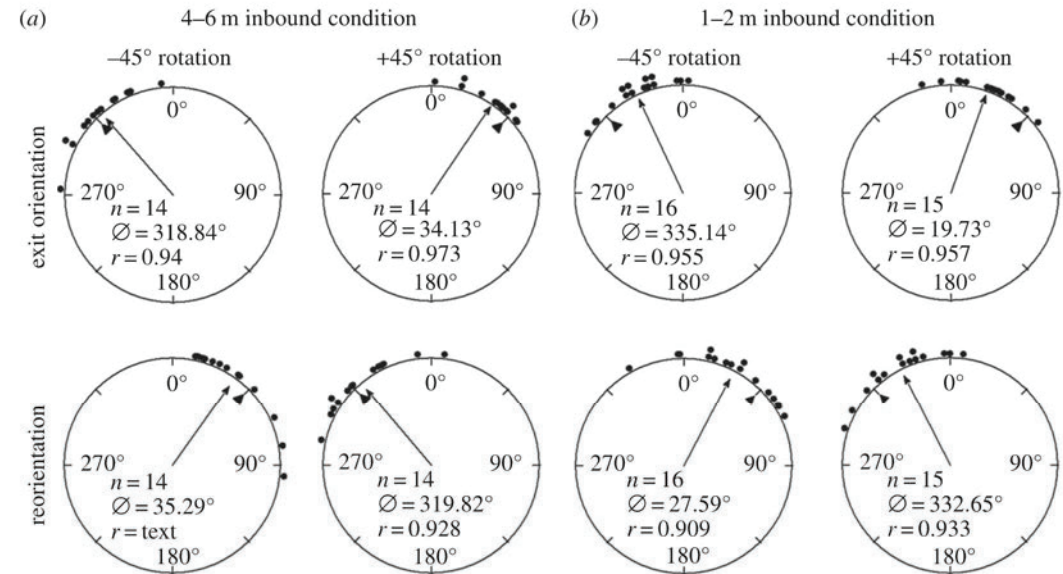 (a) 4–6 m inbound condition
(b) 1–2 m inbound condition
–45° rotation
+45° rotation
–45° rotation
+45° rotation
exit orientation
0°
270° 90°
n = 14
∅ = 318.84°
r = 0.94
180°
0°
270° 90°
n = 14
∅ = 34.13°
r = 0.973
180°
0°
270° 90°
n = 16
∅ = 335.14°
r = 0.955
180°
0°
270° 90°
n = 15
∅ = 19.73°
r = 0.957
180°
reorientation
0°
270° 90°
n = 14
∅ = 35.29°
r = text
180°
0°
270° 90°
n = 14
∅ = 319.82°
r = 0.928
180°
0°
270° 90°
n = 16
∅ = 27.59°
r = 0.909
180°
0°
270° 90°
n = 15
∅ = 332.65°
r = 0.933
180°